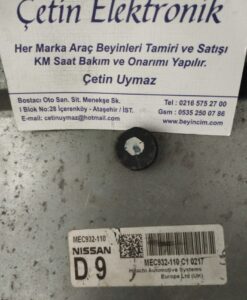 Çetin Elektronik
Her Marka Araç Beyinleri Tamiri ve Satışı
KM Saat Bakım ve Onarımı Yapılır.
Çetin Uymaz
Bostancı Oto San. Sit. Menekşe Sk.
I Blok No:28 İçerenköy - Ataşehir / İST.
E-mail: cetinuymaz@hotmail.com
Tel : 0216 575 27 00
Gsm : 0535 250 07 86
www.beyincim.com
MEC932-110
NISSAN
D 9
MEC932-110 C1 0217
Hitachi Automotive Systems
Europe Ltd (UK)